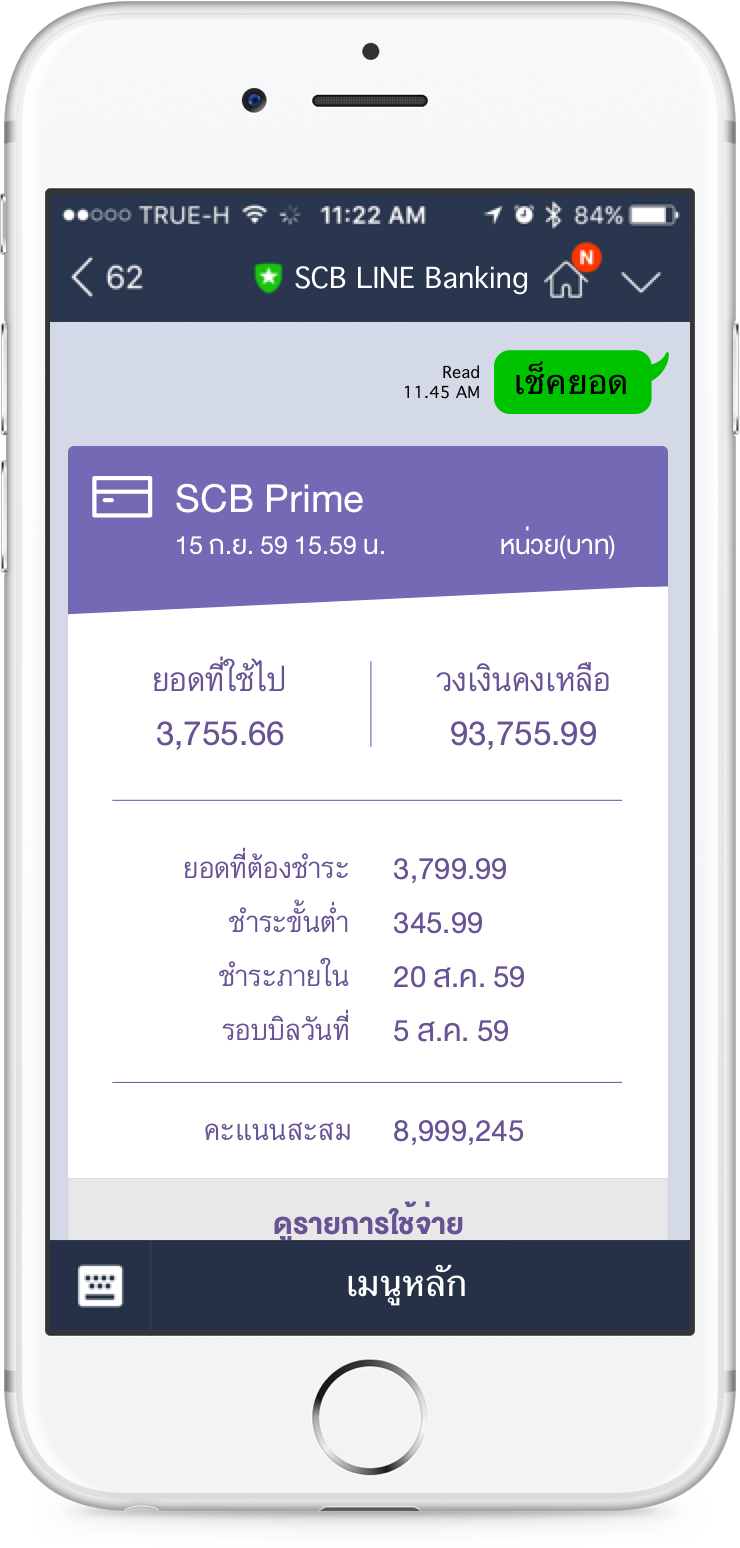 TRUE-H 11:22 AM 84%
62 SCB LINE Banking N
Read
11.45 AM
เช็คยอด
SCB Prime
15 ก.ย. 59 15.59 น. หน่วย(บาท)
ยอดที่ใช้ไป วงเงินคงเหลือ
3,755.66 93,755.99
ยอดที่ต้องชำระ 3,799.99
ชำระขั้นต่ำ 345.99
ชำระภายใน 20 ส.ค. 59
รอบบิลวันที่ 5 ส.ค. 59
คะแนนสะสม 8,999,245
ดูรายการใช้จ่าย
เมนูหลัก